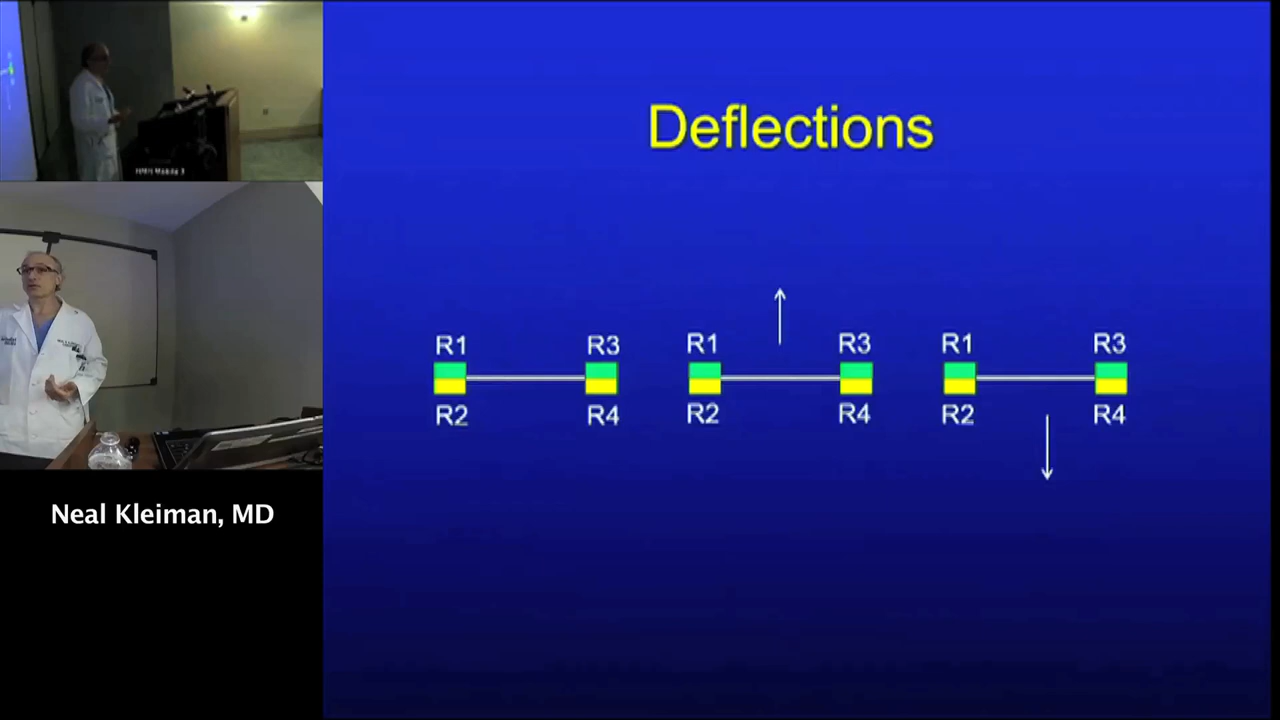 Deflections
R1 R3 R1 R3 R1 R3
R2 R4 R2 R4 R2 R4
Neal Kleiman, MD